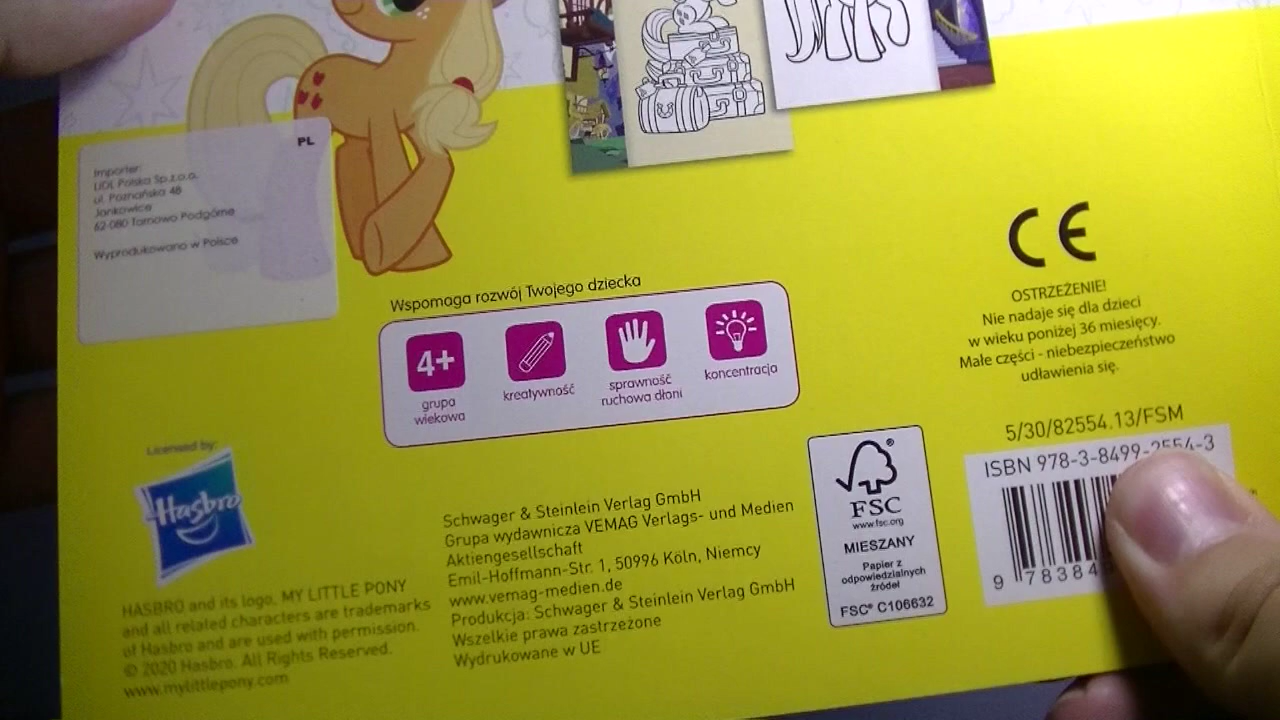 PL
Importer:
LIDL Polska Sp.z.o.o.
ul. Poznańska 48
Jankowice
62-080 Tarnowo Podgórne
Wyprodukowano w Polsce
Wspomaga rozwój Twojego dziecka
4+
grupa
wiekowa
kreatywność
sprawność
ruchowa dłoni
koncentracja
CE
OSTRZEŻENIE!
Nie nadaje się dla dzieci
w wieku poniżej 36 miesięcy.
Małe części - niebezpieczeństwo
udławienia się.
5/30/82554.13/FSM
ISBN 978-3-8499-2554-3
9 78384
Licensed by:
Hasbro
HASBRO and its logo, MY LITTLE PONY
and all related characters are trademarks
of Hasbro and are used with permission.
© 2020 Hasbro. All Rights Reserved.
www.mylittlepony.com
Schwager & Steinlein Verlag GmbH
Grupa wydawnicza VEMAG Verlags- und Medien
Aktiengesellschaft
Emil-Hoffmann-Str. 1, 50996 Köln, Niemcy
www.vemag-medien.de
Produkcja: Schwager & Steinlein Verlag GmbH
Wszelkie prawa zastrzeżone
Wydrukowane w UE
FSC
www.fsc.org
MIESZANY
Papier z
odpowiedzialnych
źródeł
FSC® C106632